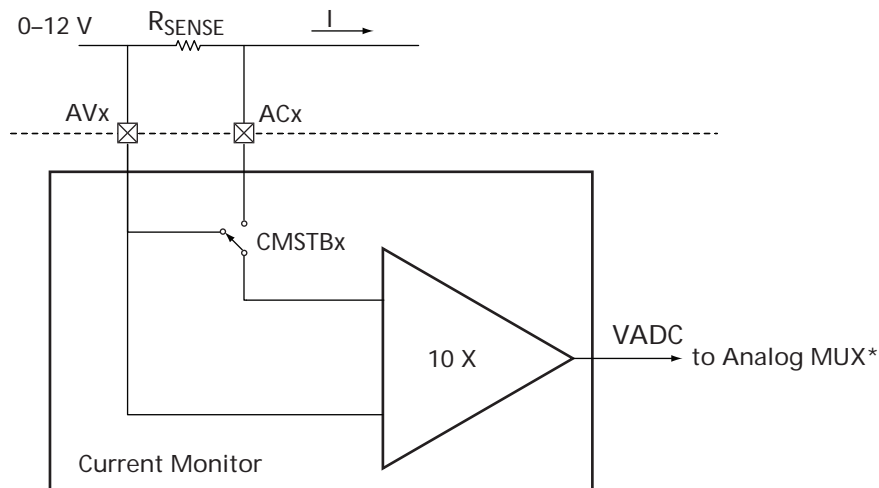 0–12 V
RSENSE
I
AVx
ACx
CMSTBx
10 X
VADC
to Analog MUX*
Current Monitor